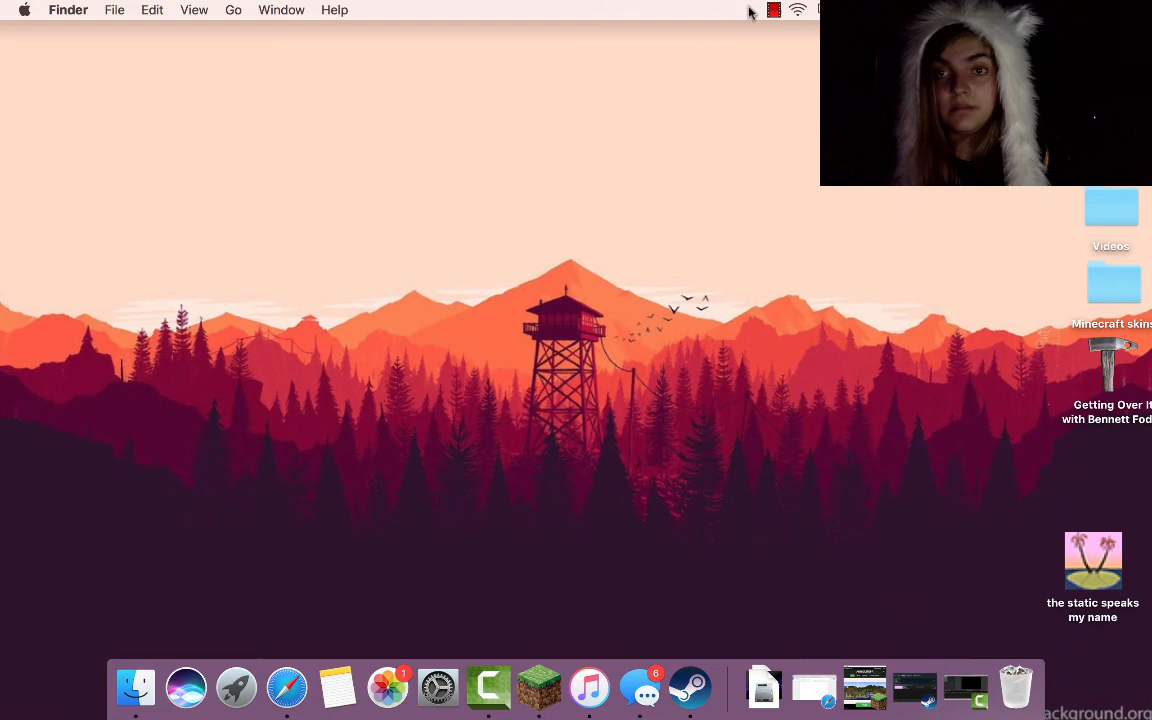 Finder File Edit View Go Window Help
Videos
Minecraft skins
Getting Over It
with Bennett Fod
the static speaks
my name
1
6
ackground.org